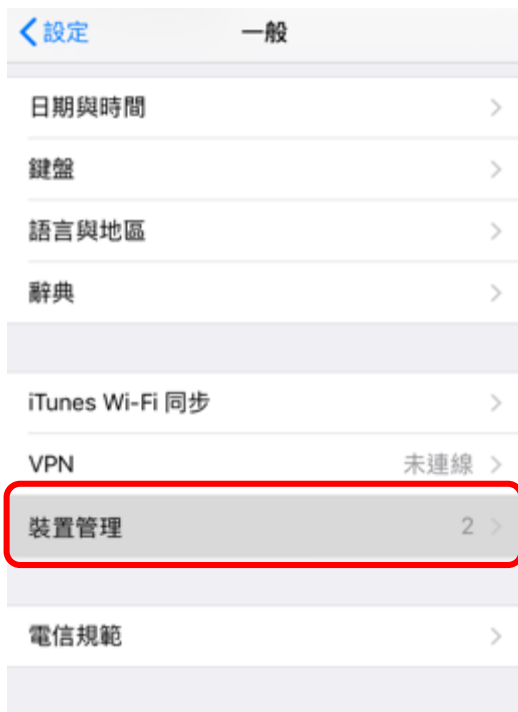 設定 一般
日期與時間
鍵盤
語言與地區
辭典
iTunes Wi-Fi 同步
VPN 未連線
裝置管理 2
電信規範